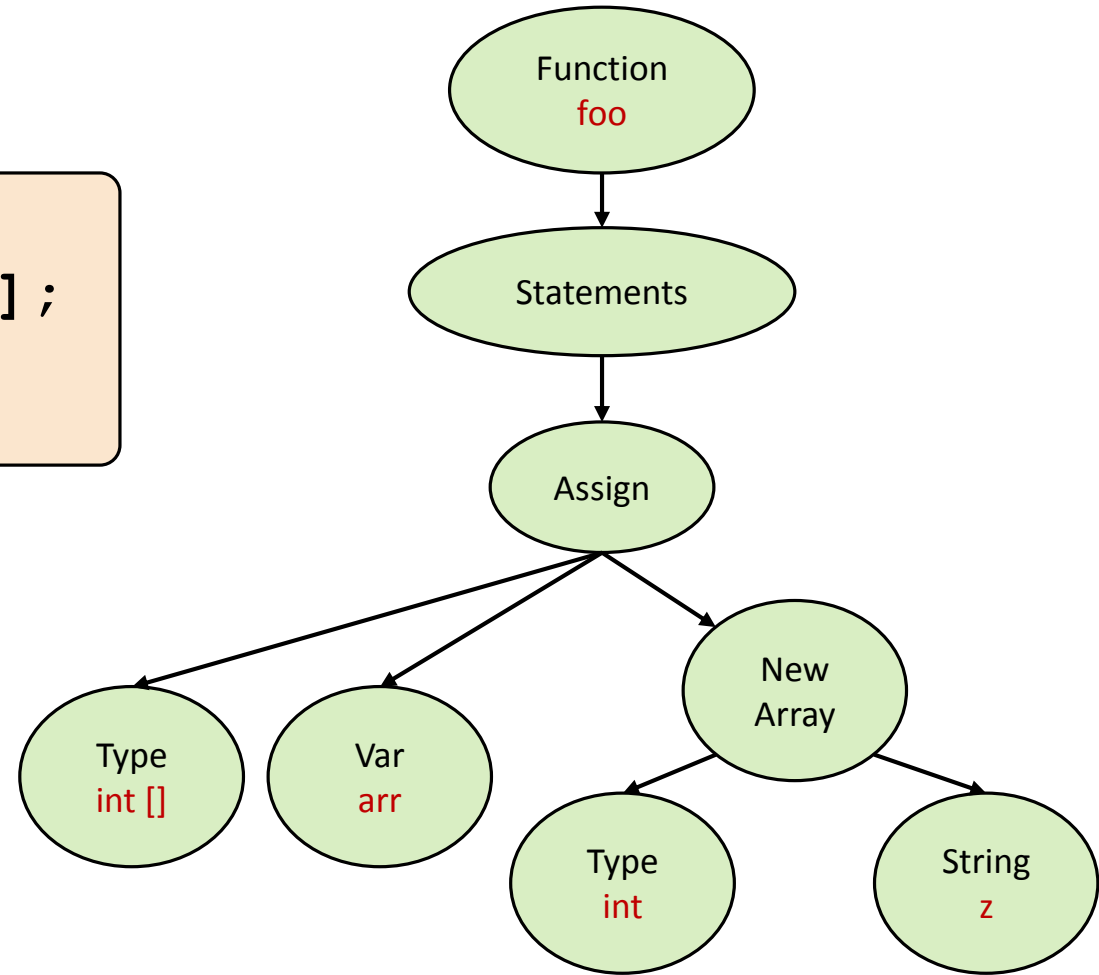 Function
foo
] ;
Statements
Assign
New
Array
Type
int []
Var
arr
Type
int
String
z